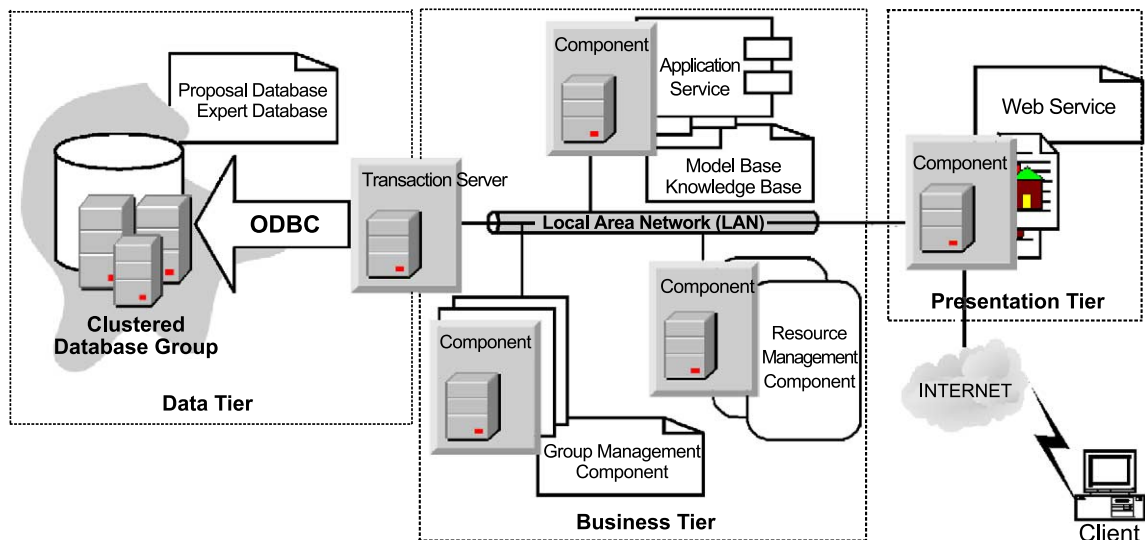 Proposal Database
Expert Database
Clustered
Database Group
ODBC
Data Tier
Transaction Server
Component
Application
Service
Model Base
Knowledge Base
Local Area Network (LAN)
Component
Group Management
Component
Component
Resource
Management
Component
Business Tier
Web Service
Component
Presentation Tier
INTERNET
Client